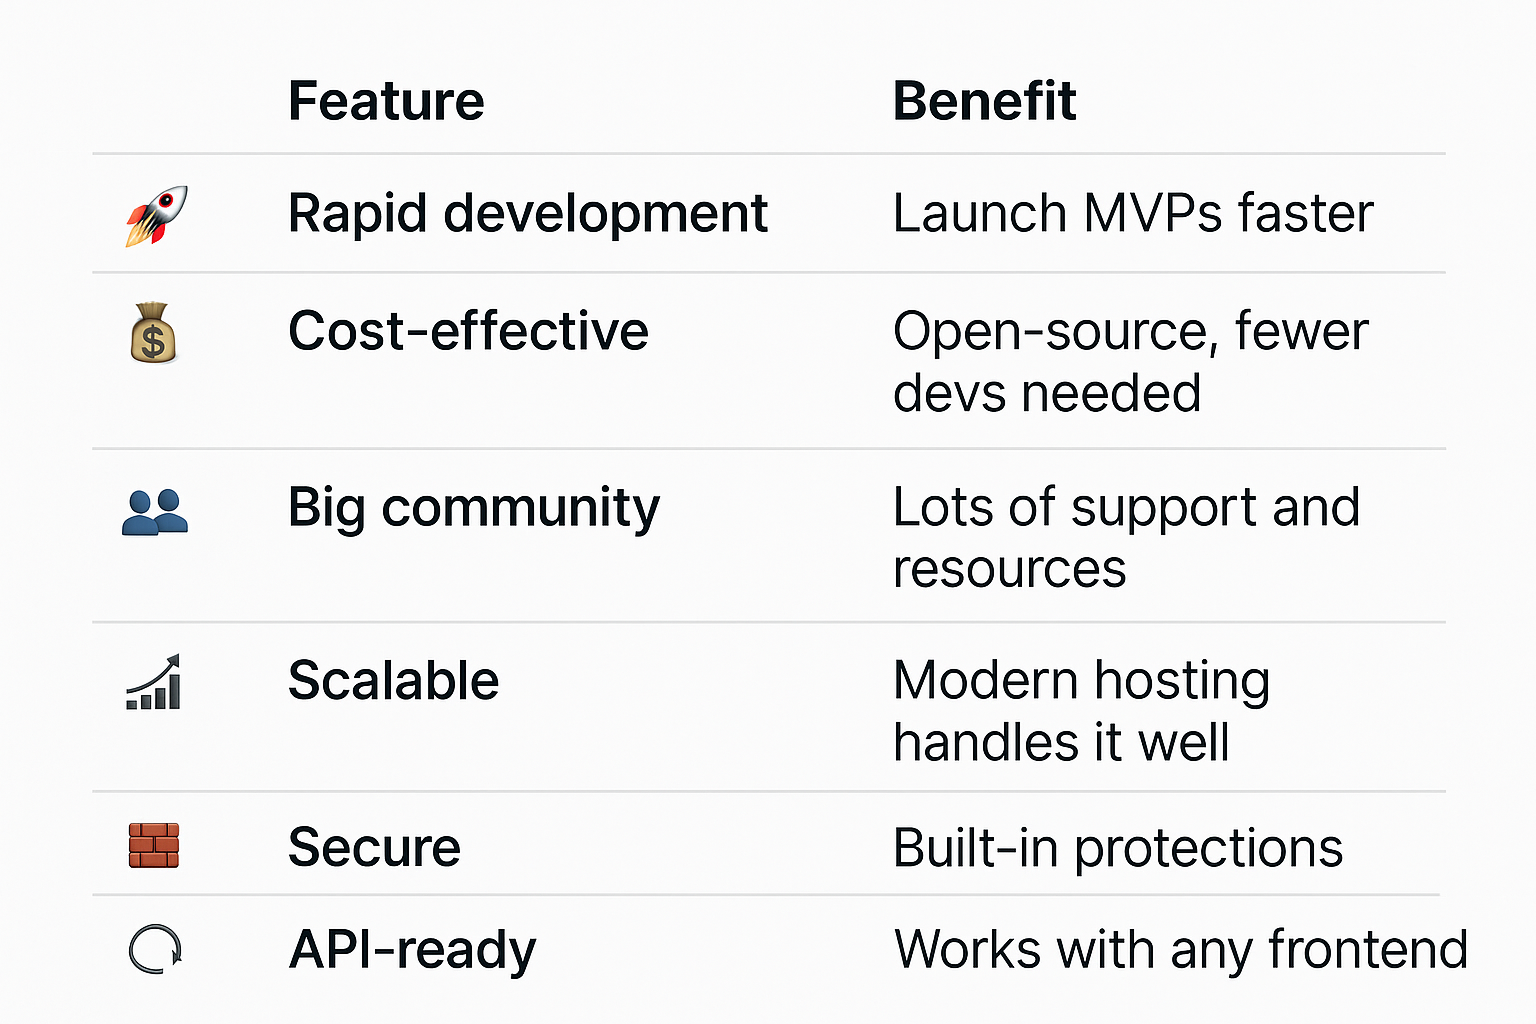 Feature Benefit
Rapid development Launch MVPs faster
Cost-effective Open-source, fewer
devs needed
Big community Lots of support and
resources
Scalable Modern hosting
handles it well
Secure Built-in protections
API-ready Works with any frontend